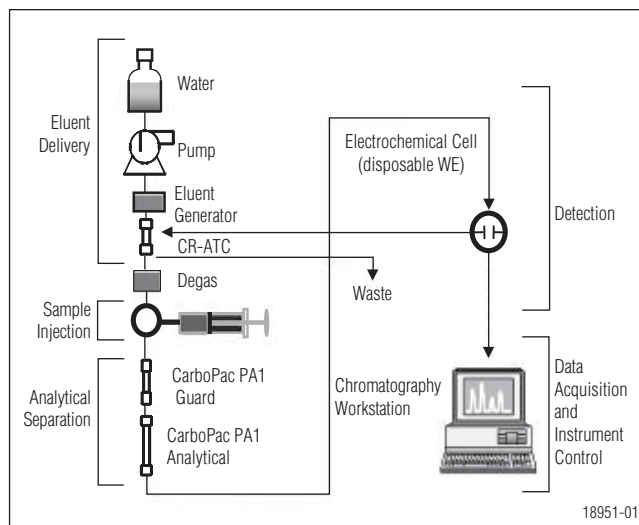 Water
Eluent
Delivery
Pump
Electrochemical Cell
(disposable WE)
Eluent
Generator
Detection
CR-ATC
Degas
Waste
Sample
Injection
CarboPac PA1
Guard
Analytical
Separation
CarboPac PA1
Analytical
Chromatography
Workstation
Data
Acquisition
and
Instrument
Control
18951-01